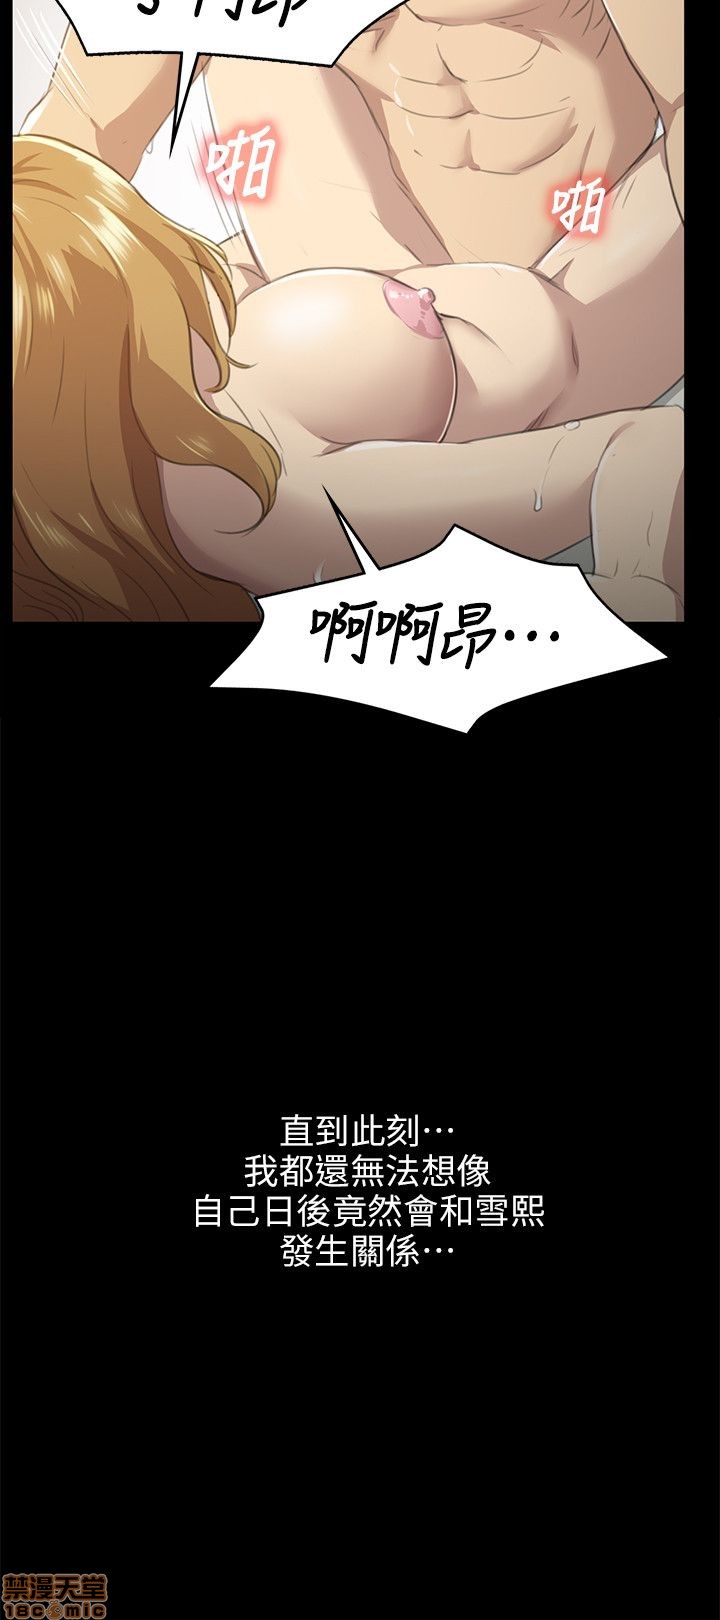 啪
啪
啊啊昂…
直到此刻…
我都還無法想像
自己日後竟然會和雪熙
發生關係…
禁漫天堂
18comic